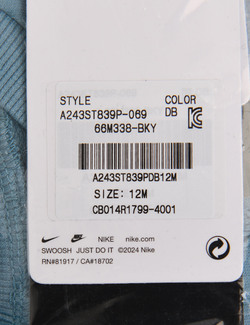 STYLE COLOR
A243ST839P-069 DB
66M338-BKY
A243ST839PDB12M
SIZE: 12M
CB014R1799-4001
NIKE nike.com
SWOOSH JUST DO IT ©2024 Nike
RN#81917 / CA#18702